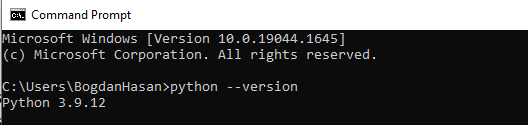 Command Prompt
Microsoft Windows [Version 10.0.19044.1645]
(c) Microsoft Corporation. All rights reserved.
C:\Users\BogdanHasan>python --version
Python 3.9.12